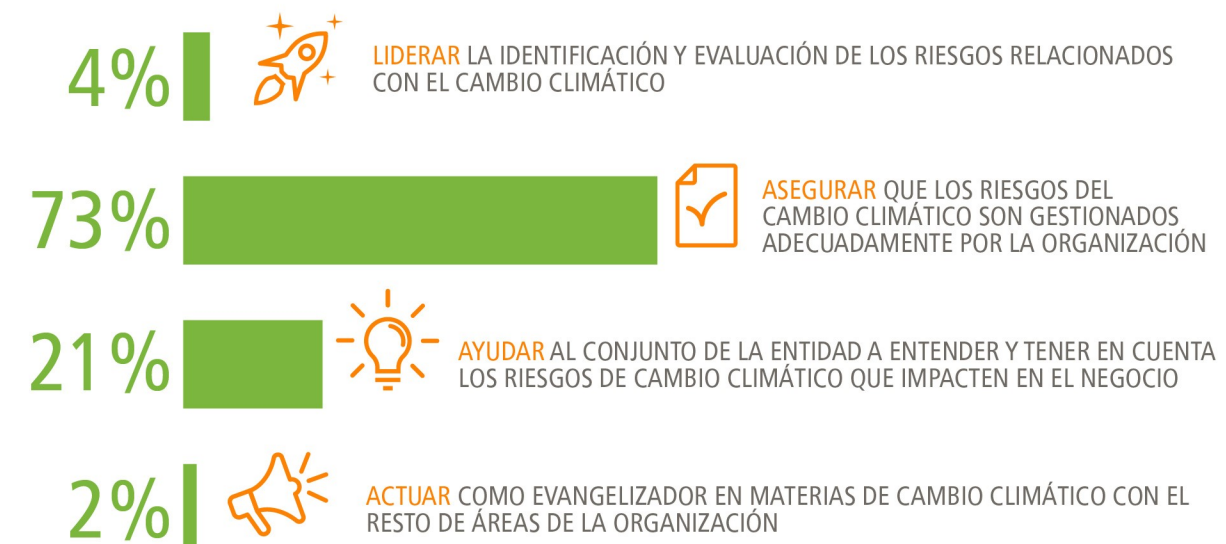 4%
LIDERAR LA IDENTIFICACIÓN Y EVALUACIÓN DE LOS RIESGOS RELACIONADOS
CON EL CAMBIO CLIMÁTICO
73%
ASEGURAR QUE LOS RIESGOS DEL
CAMBIO CLIMÁTICO SON GESTIONADOS
ADECUADAMENTE POR LA ORGANIZACIÓN
21%
AYUDAR AL CONJUNTO DE LA ENTIDAD A ENTENDER Y TENER EN CUENTA
LOS RIESGOS DE CAMBIO CLIMÁTICO QUE IMPACTEN EN EL NEGOCIO
2%
ACTUAR COMO EVANGELIZADOR EN MATERIAS DE CAMBIO CLIMÁTICO CON EL
RESTO DE ÁREAS DE LA ORGANIZACIÓN